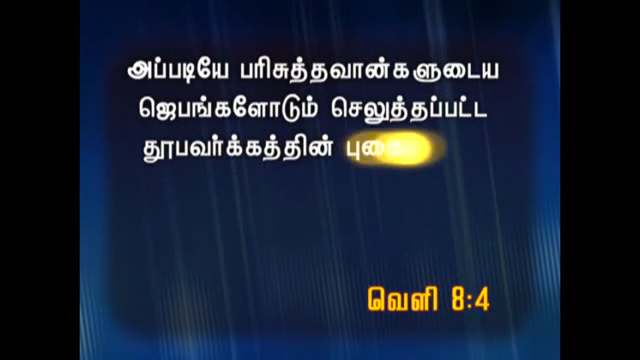 அப்படியே பரிசுத்தவான்களுடைய
ஜெபங்களோடும் செலுத்தப்பட்ட
தூபவர்க்கத்தின் புகை
வெளி 8:4